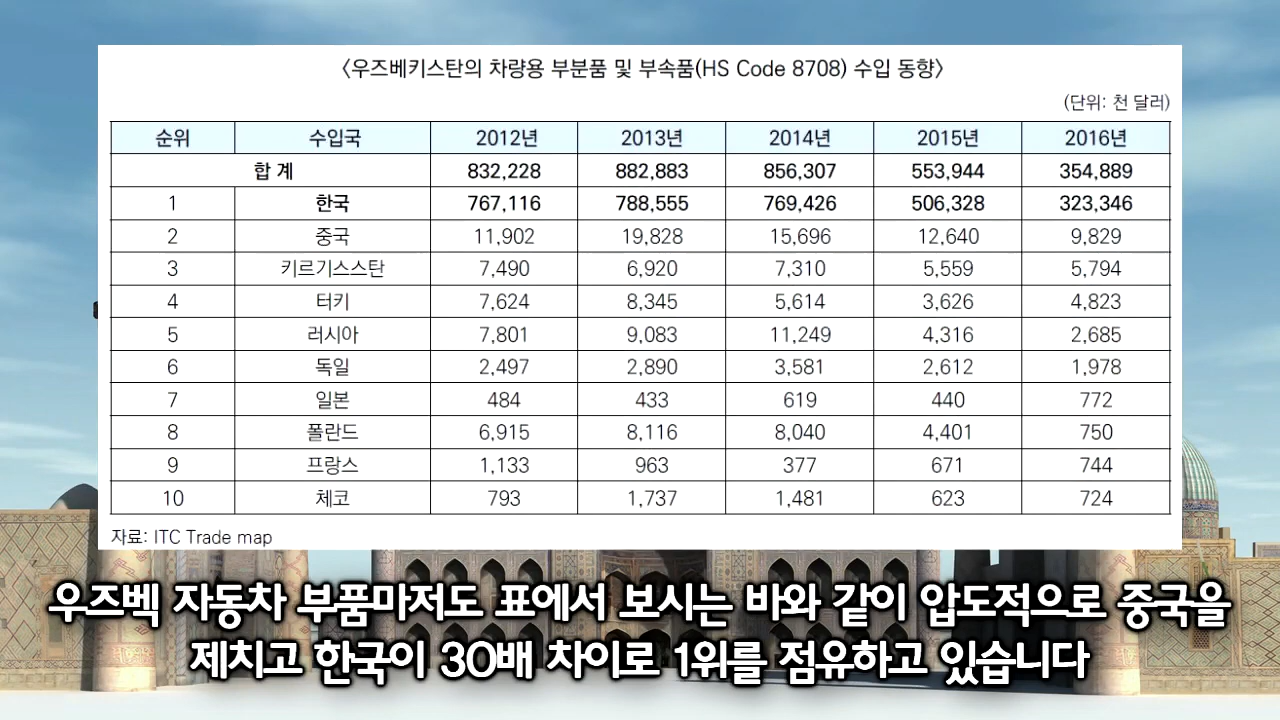 <우즈베키스탄의 차량용 부분품 및 부속품(HS Code 8708) 수입 동향>
(단위: 천 달러)
순위 수입국 2012년 2013년 2014년 2015년 2016년
합 계 832,228 882,883 856,307 553,944 354,889
1 한국 767,116 788,555 769,426 506,328 323,346
2 중국 11,902 19,828 15,696 12,640 9,829
3 키르기스스탄 7,490 6,920 7,310 5,559 5,794
4 터키 7,624 8,345 5,614 3,626 4,823
5 러시아 7,801 9,083 11,249 4,316 2,685
6 독일 2,497 2,890 3,581 2,612 1,978
7 일본 484 433 619 440 772
8 폴란드 6,915 8,116 8,040 4,401 750
9 프랑스 1,133 963 377 671 744
10 체코 793 1,737 1,481 623 724
자료: ITC Trade map
우즈벡 자동차 부품마저도 표에서 보시는 바와 같이 압도적으로 중국을
제치고 한국이 30배 차이로 1위를 점유하고 있습니다